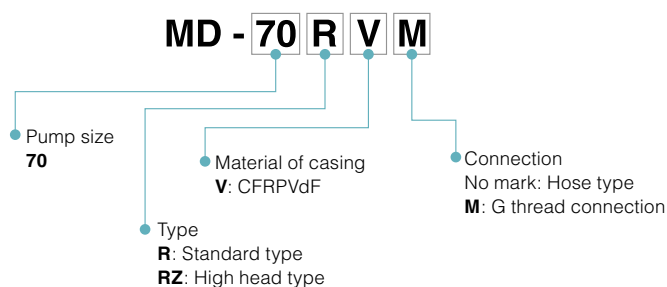 MD - 70 R V M
Pump size
70
Material of casing
V: CFRPVdF
Connection
No mark: Hose type
M: G thread connection
Type
R: Standard type
RZ: High head type